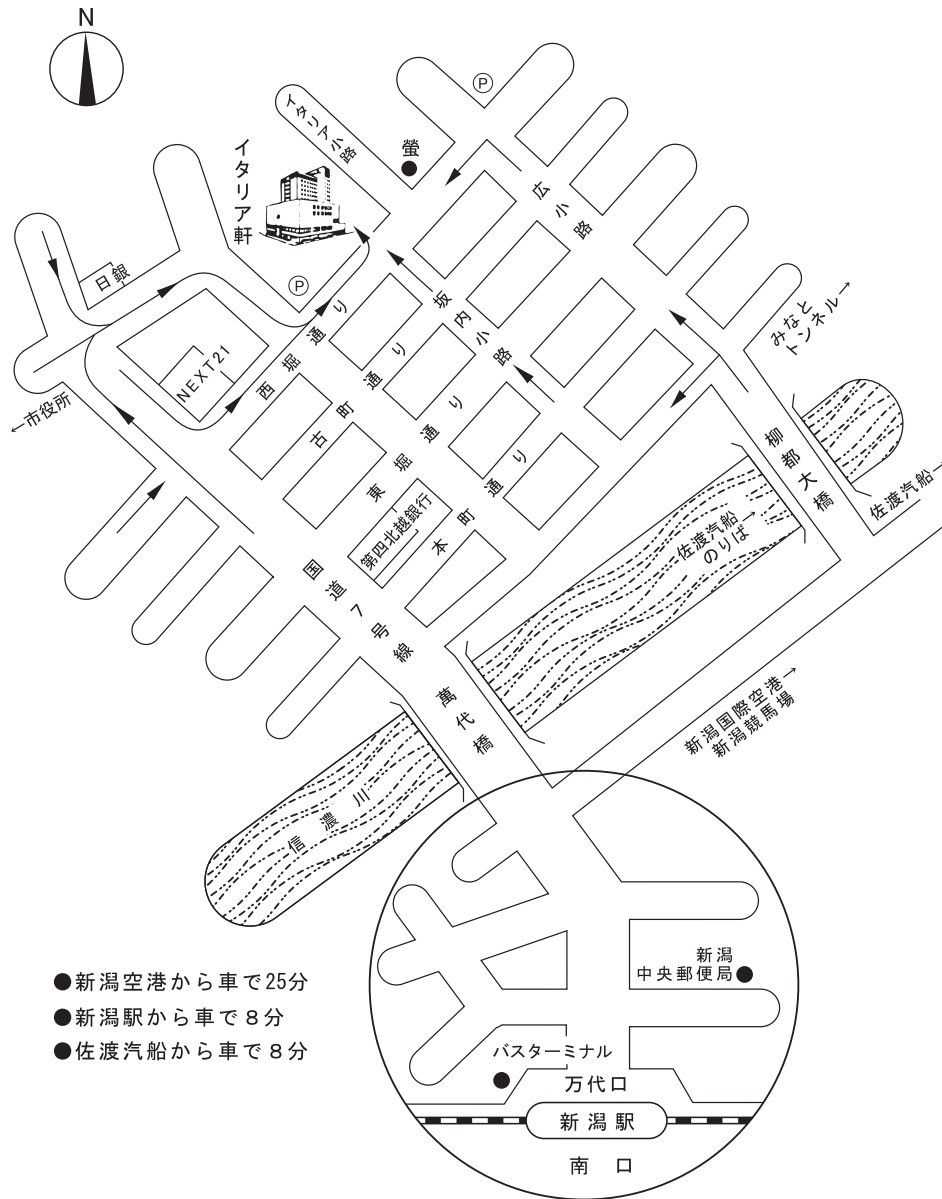 N
イタリア小路
P
螢
イタリア軒
広小路
日銀
P
NEXT21
西堀通り
古町通り
坂内小路
東堀通り
本町通り
みなと
トンネル→
←市役所
柳都大橋
佐渡汽船→
佐渡汽船→
のりば
第四北越銀行
国道7号線
萬代橋
新潟国際空港→
新潟競馬場
信濃川
●新潟空港から車で25分
●新潟駅から車で8分
●佐渡汽船から車で8分
新潟
中央郵便局
バスターミナル
万代口
新潟駅
南口